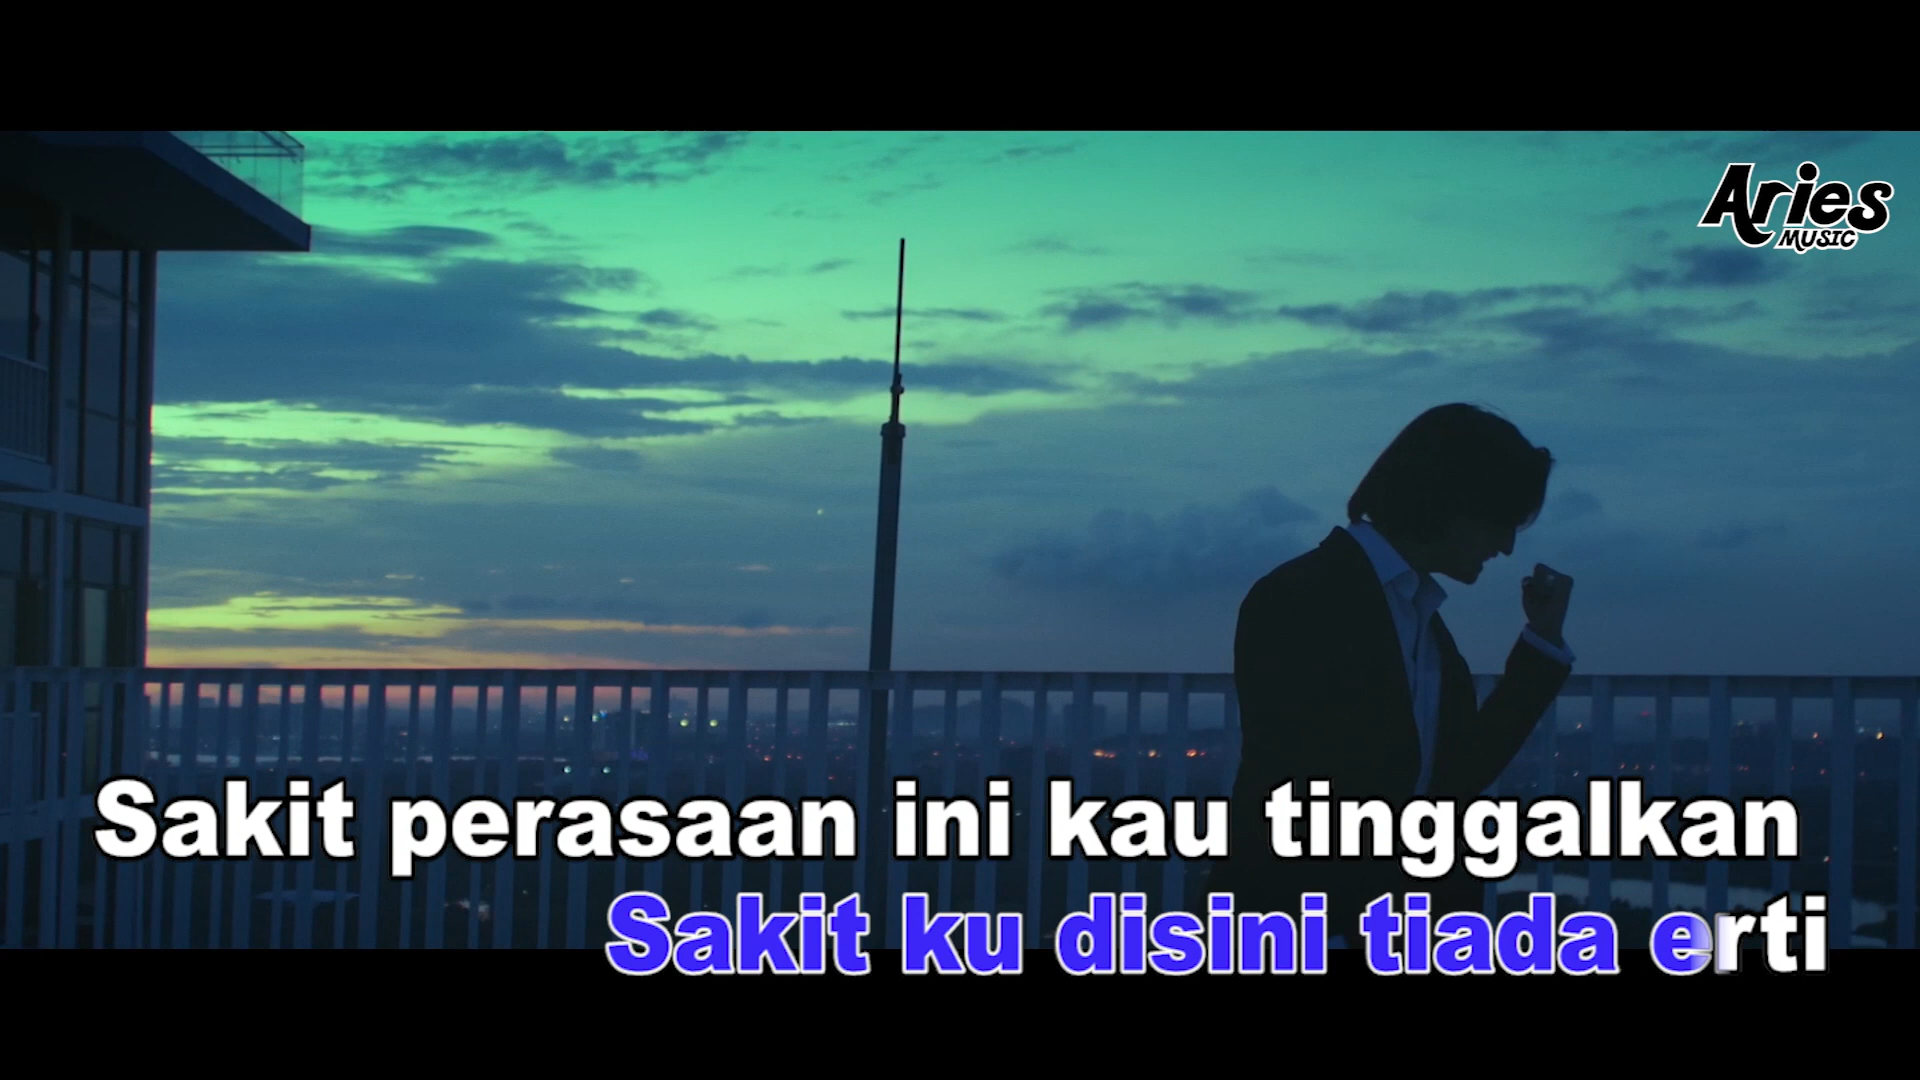 Aries
MUSIC
Sakit perasaan ini kau tinggalkan
Sakit ku disini tiada erti